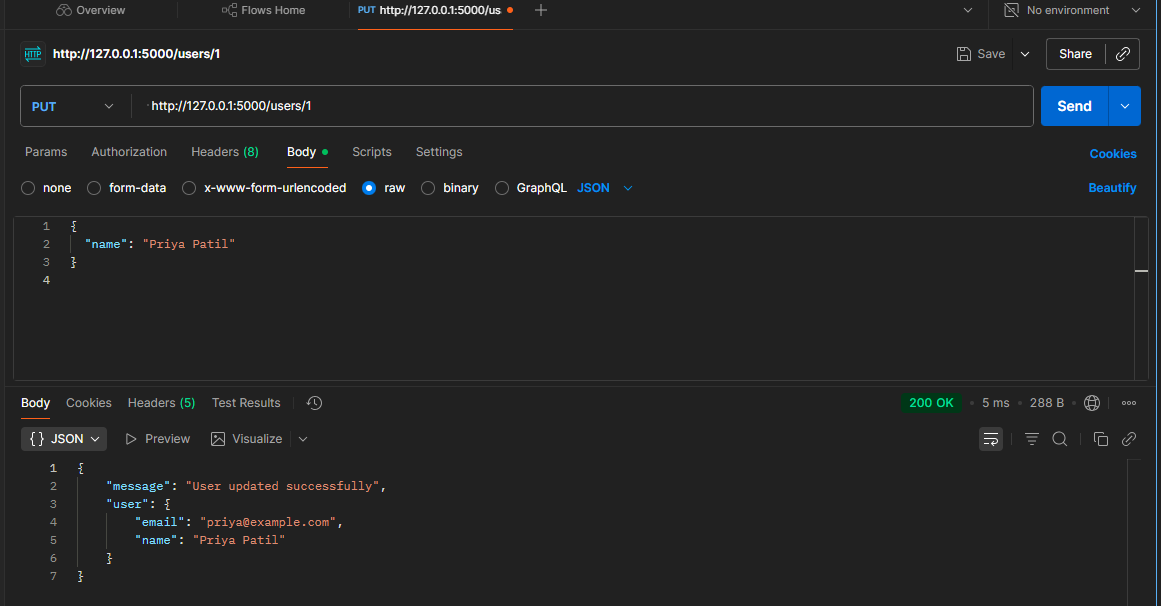 Overview Flows Home PUT http://127.0.0.1:5000/us No environment
HTTP http://127.0.0.1:5000/users/1 Save Share
PUT http://127.0.0.1:5000/users/1 Send
Params Authorization Headers (8) Body Scripts Settings Cookies
none form-data x-www-form-urlencoded raw binary GraphQL JSON Beautify
1 {
2 "name": "Priya Patil"
3 }
4
Body Cookies Headers (5) Test Results 200 OK • 5 ms • 288 B •
{} JSON Preview Visualize
1 {
2 "message": "User updated successfully",
3 "user": {
4 "email": "priya@example.com",
5 "name": "Priya Patil"
6 }
7 }